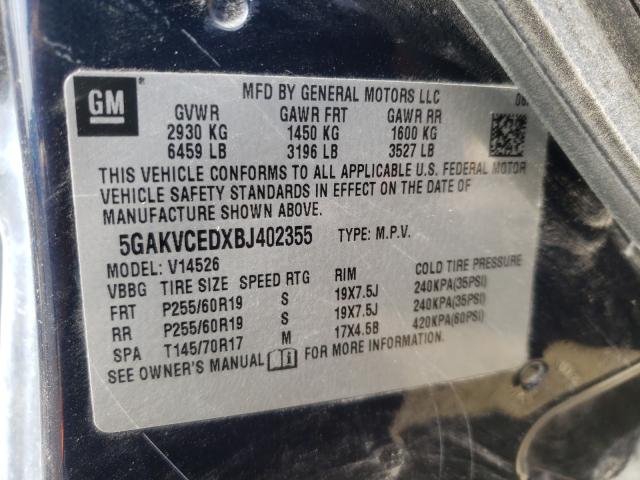 GM
MFD BY GENERAL MOTORS LLC
GVWR GAWR FRT GAWR RR
2930 KG 1450 KG 1600 KG
6459 LB 3196 LB 3527 LB
THIS VEHICLE CONFORMS TO ALL APPLICABLE U.S. FEDERAL MOTOR
VEHICLE SAFETY STANDARDS IN EFFECT ON THE DATE OF
MANUFACTURE SHOWN ABOVE.
5GAKVCEDXBJ402355 TYPE: M.P.V.
MODEL: V14526
VBBG TIRE SIZE SPEED RTG RIM COLD TIRE PRESSURE
FRT P255/60R19 S 19X7.5J 240KPA(35PSI)
RR P255/60R19 S 19X7.5J 240KPA(35PSI)
SPA T145/70R17 M 17X4.5B 420KPA(60PSI)
SEE OWNER'S MANUAL FOR MORE INFORMATION.